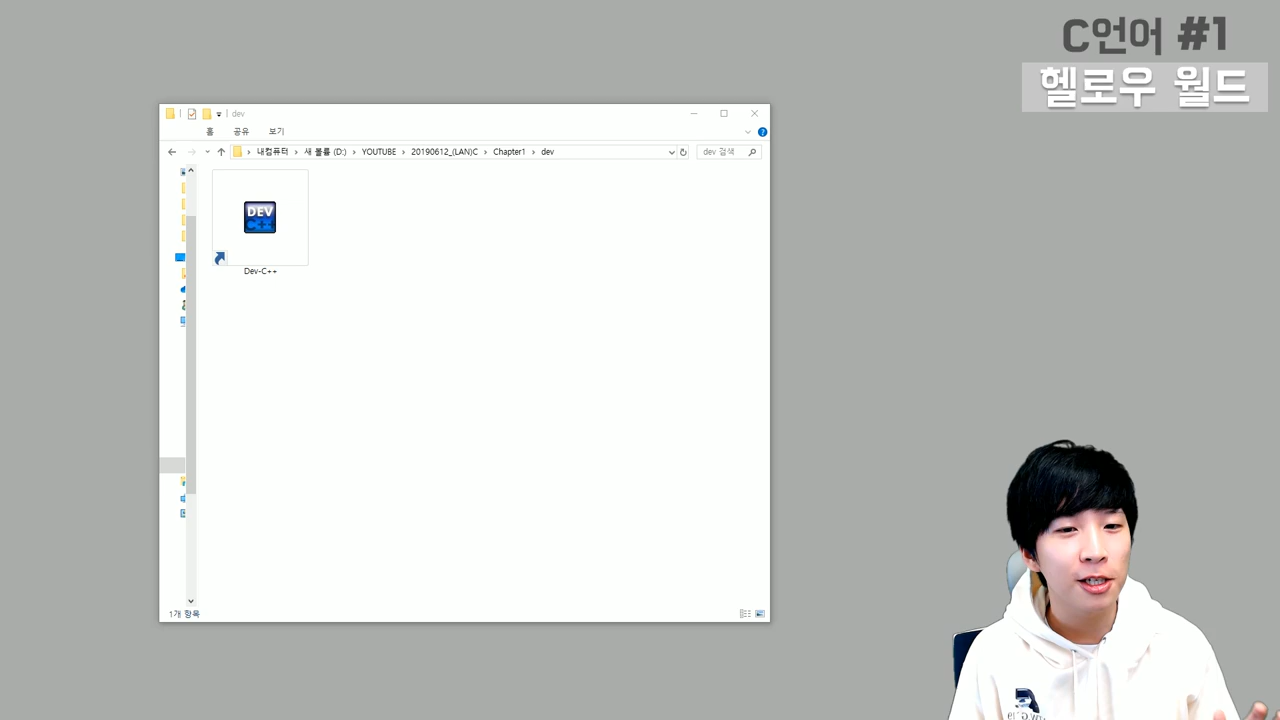 C언어 #1
헬로우 월드
dev
홈 공유 보기
내컴퓨터 > 새 볼륨 (D:) > YOUTUBE > 20190612_(LAN)C > Chapter1 > dev
dev 검색
DEV
C++
Dev-C++
1개 항목